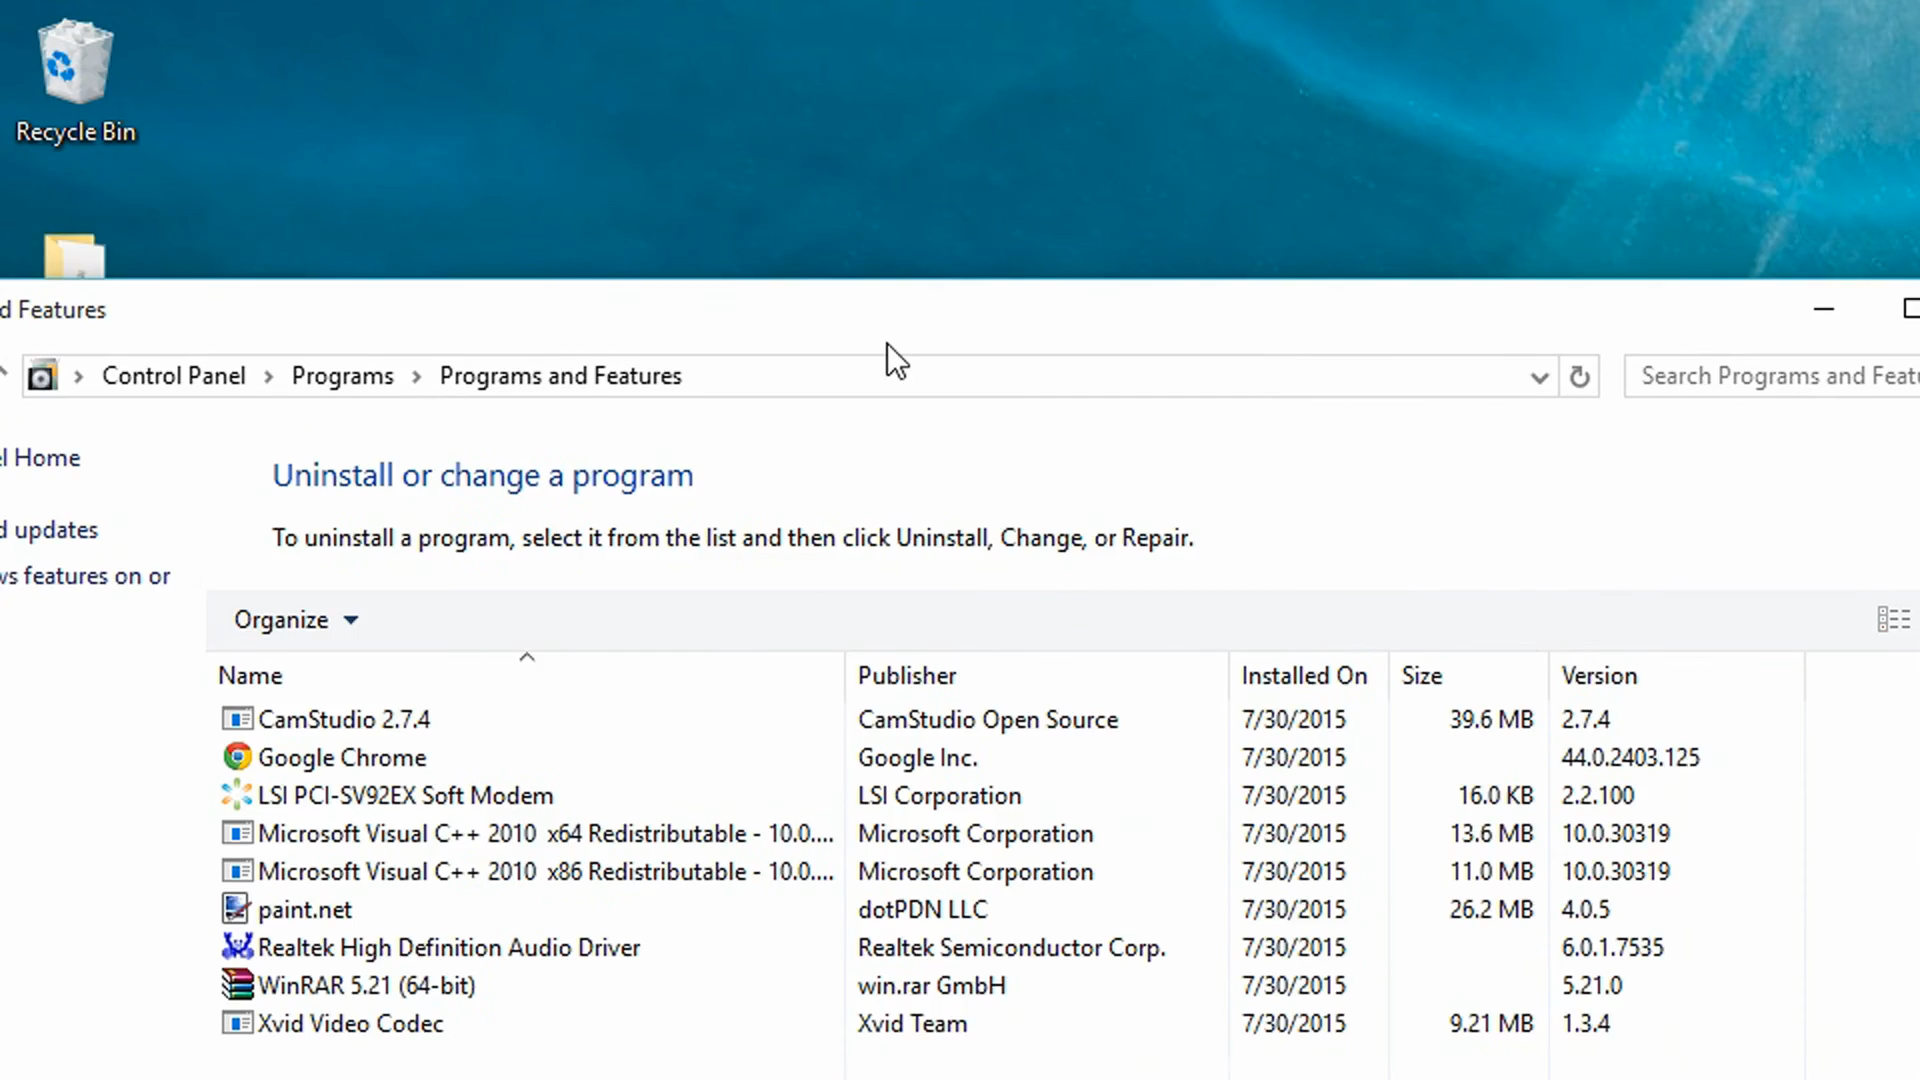 Recycle Bin
d Features
Control Panel > Programs > Programs and Features
Search Programs and Featu
el Home
Uninstall or change a program
d updates
To uninstall a program, select it from the list and then click Uninstall, Change, or Repair.
ws features on or
Organize
Name Publisher Installed On Size Version
CamStudio 2.7.4 CamStudio Open Source 7/30/2015 39.6 MB 2.7.4
Google Chrome Google Inc. 7/30/2015 44.0.2403.125
LSI PCI-SV92EX Soft Modem LSI Corporation 7/30/2015 16.0 KB 2.2.100
Microsoft Visual C++ 2010 x64 Redistributable - 10.0.... Microsoft Corporation 7/30/2015 13.6 MB 10.0.30319
Microsoft Visual C++ 2010 x86 Redistributable - 10.0.... Microsoft Corporation 7/30/2015 11.0 MB 10.0.30319
paint.net dotPDN LLC 7/30/2015 26.2 MB 4.0.5
Realtek High Definition Audio Driver Realtek Semiconductor Corp. 7/30/2015 6.0.1.7535
WinRAR 5.21 (64-bit) win.rar GmbH 7/30/2015 5.21.0
Xvid Video Codec Xvid Team 7/30/2015 9.21 MB 1.3.4